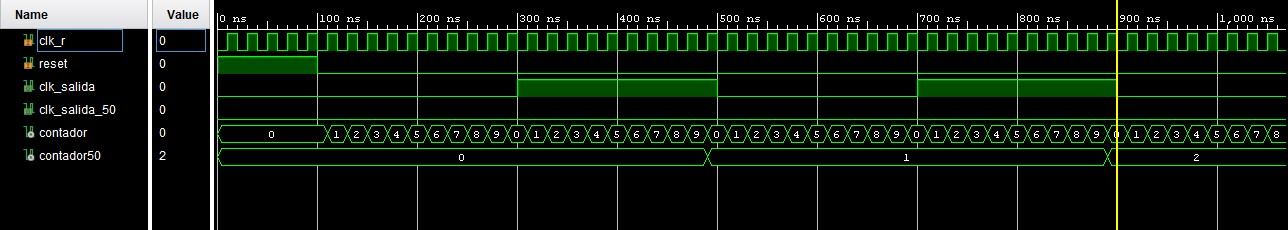 Name Value
0 ns 100 ns 200 ns 300 ns 400 ns 500 ns 600 ns 700 ns 800 ns 900 ns 1,000 ns
clk_r 0
reset 0
clk_salida 0
clk_salida_50 0
contador 0 0 1 2 3 4 5 6 7 8 9 0 1 2 3 4 5 6 7 8 9 0 1 2 3 4 5 6 7 8 9 0 1 2 3 4 5 6 7 8 9 8 0 1 2 3 4 5 6 7 8
contador50 2 0 1 2